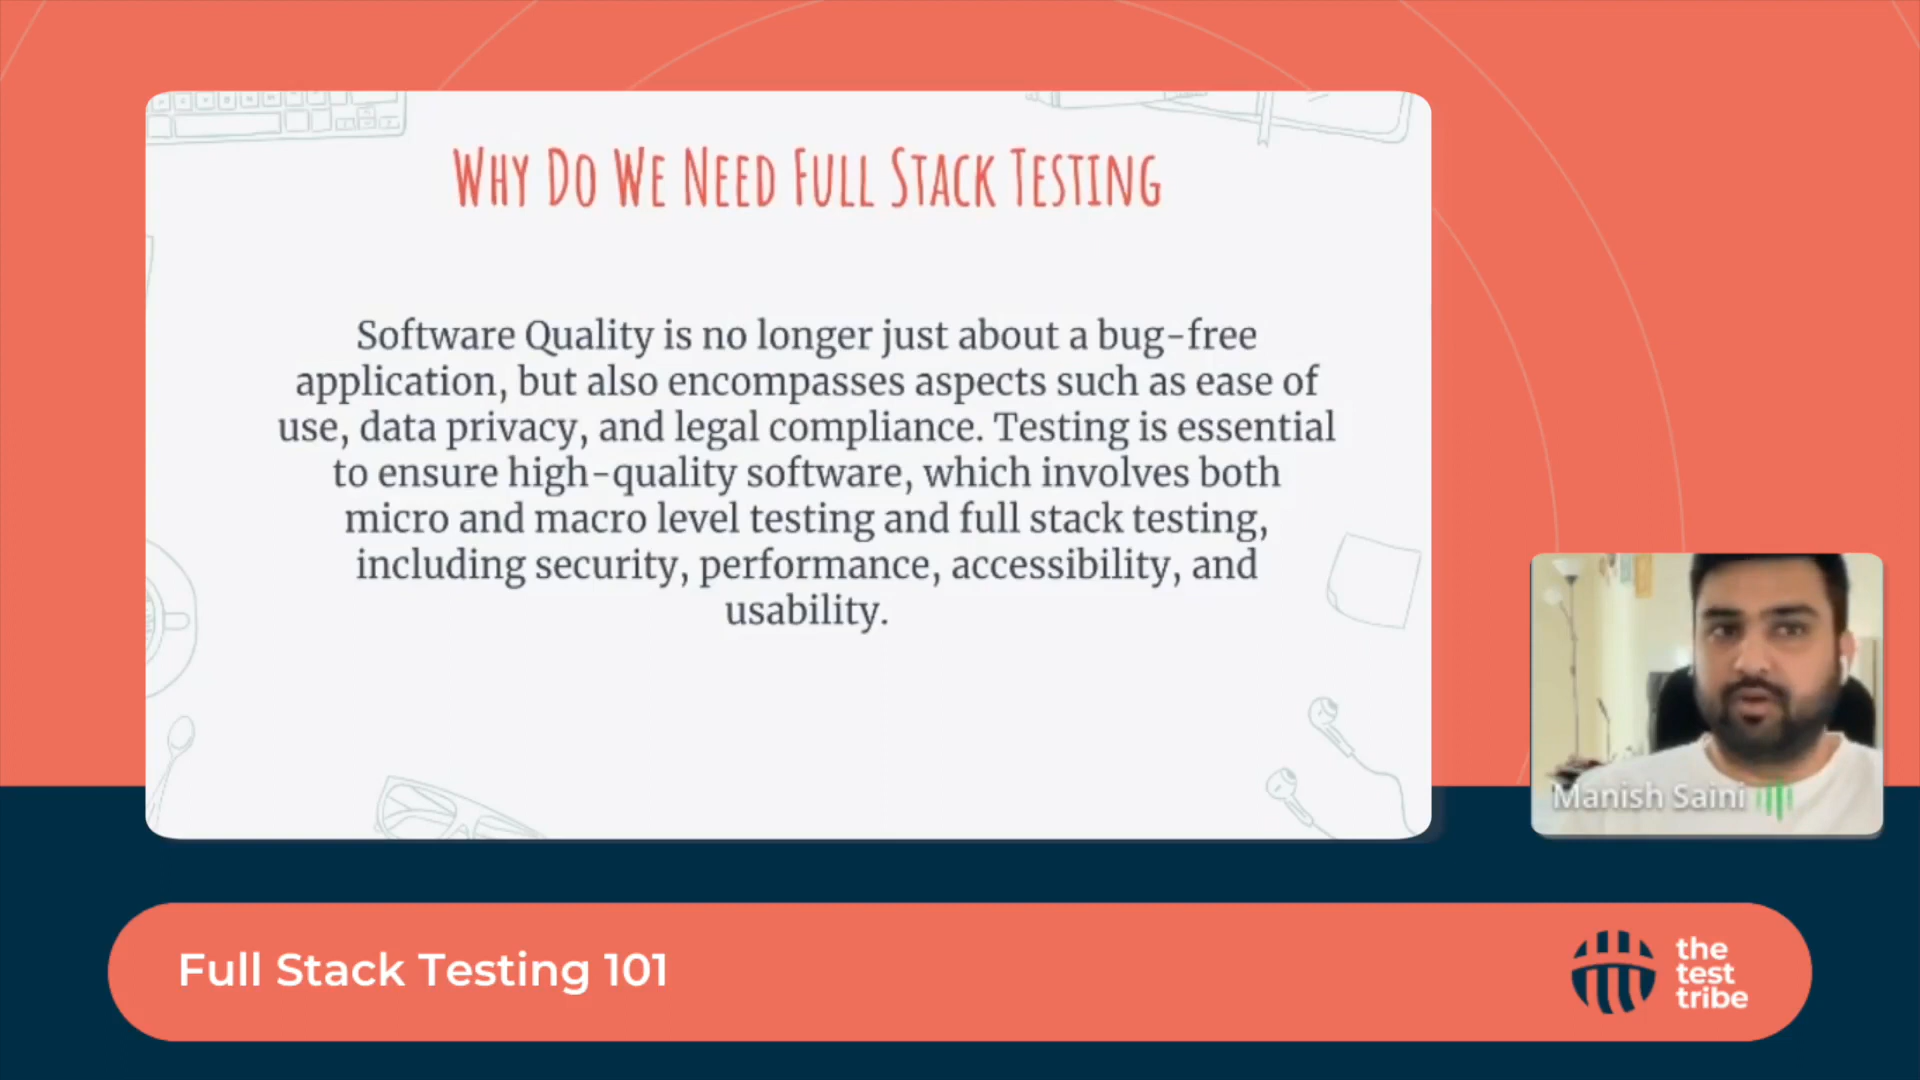 Why Do We Need Full Stack Testing
Software Quality is no longer just about a bug-free
application, but also encompasses aspects such as ease of
use, data privacy, and legal compliance. Testing is essential
to ensure high-quality software, which involves both
micro and macro level testing and full stack testing,
including security, performance, accessibility, and
usability.
Manish Saini
Full Stack Testing 101
the
test
tribe